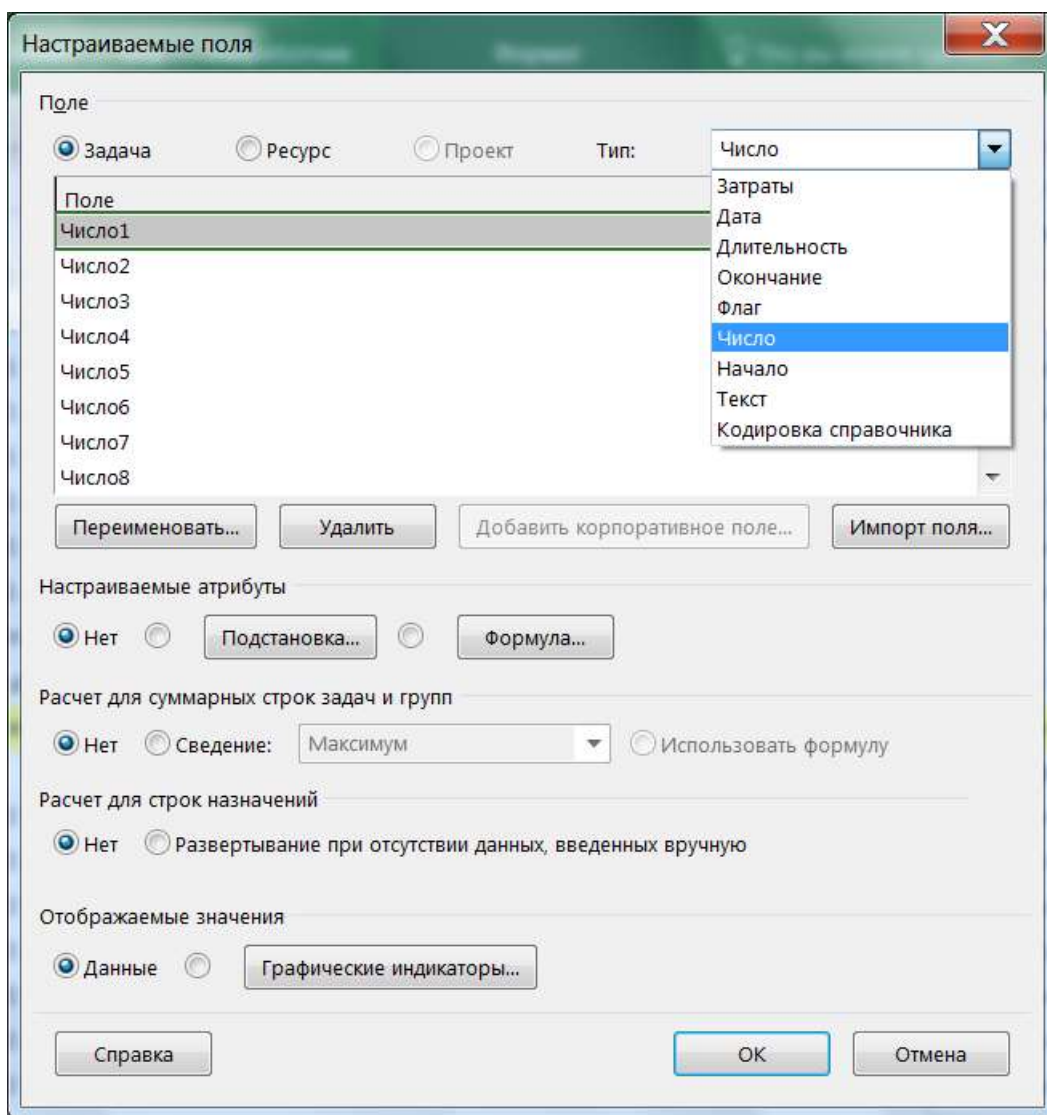 Настраиваемые поля
Поле
Задача Ресурс Проект Тип: Число
Поле
Затраты
Дата
Длительность
Окончание
Флаг
Число
Начало
Текст
Кодировка справочника
Число1
Число2
Число3
Число4
Число5
Число6
Число7
Число8
Переименовать... Удалить Добавить корпоративное поле... Импорт поля...
Настраиваемые атрибуты
Нет Подстановка... Формула...
Расчет для суммарных строк задач и групп
Нет Сведение: Максимум Использовать формулу
Расчет для строк назначений
Нет Развертывание при отсутствии данных, введенных вручную
Отображаемые значения
Данные Графические индикаторы...
Справка ОК Отмена